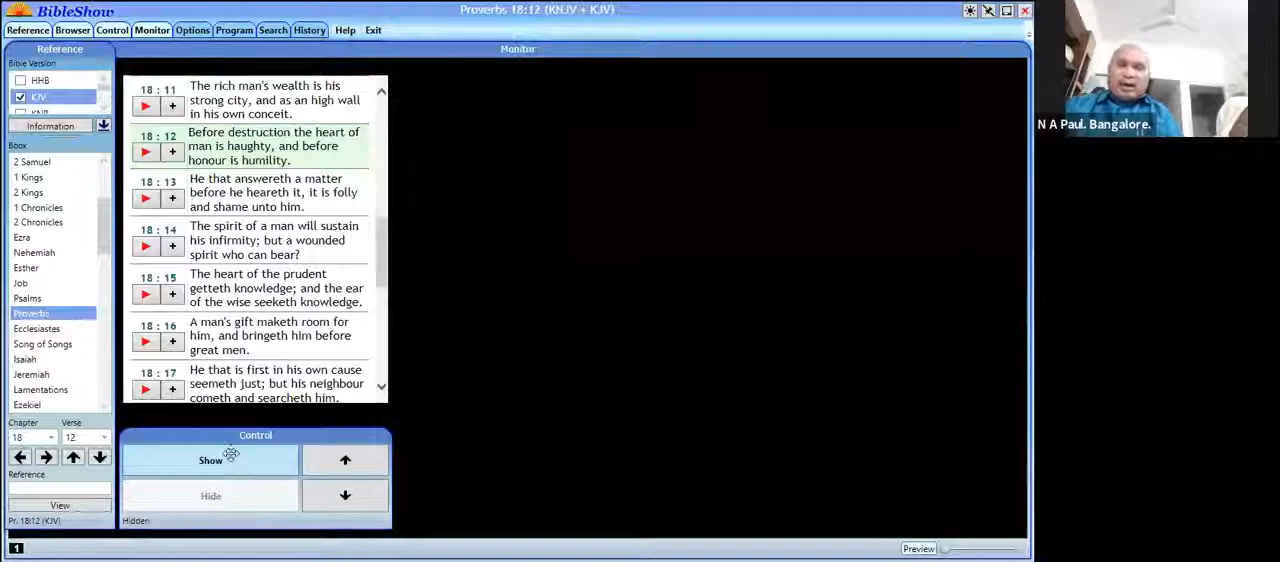 BibleShow
Proverbs 18:12 (KNJV + KJV)
Reference Browser Control Monitor Options Program Search History Help Exit
Reference
Monitor
Bible Version
HHB
KJV
Information
Book
2 Samuel
1 Kings
2 Kings
1 Chronicles
2 Chronicles
Ezra
Nehemiah
Esther
Job
Psalms
Proverbs
Ecclesiastes
Song of Songs
Isaiah
Jeremiah
Lamentations
Ezekiel
Chapter Verse
18 12
Reference
View
Pr. 18:12 (KJV)
18 : 11
The rich man's wealth is his
strong city, and as an high wall
in his own conceit.
18 : 12
Before destruction the heart of
man is haughty, and before
honour is humility.
18 : 13
He that answereth a matter
before he heareth it, it is folly
and shame unto him.
18 : 14
The spirit of a man will sustain
his infirmity; but a wounded
spirit who can bear?
18 : 15
The heart of the prudent
getteth knowledge; and the ear
of the wise seeketh knowledge.
18 : 16
A man's gift maketh room for
him, and bringeth him before
great men.
18 : 17
He that is first in his own cause
seemeth just; but his neighbour
cometh and searcheth him.
Control
Show
Hide
Hidden
1
Preview
N A Paul. Bangalore.